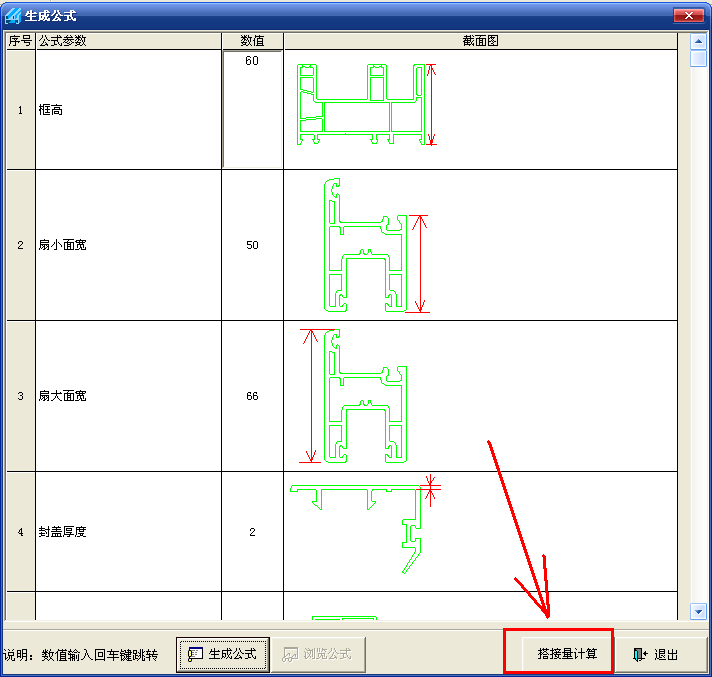 生成公式
序号 公式参数 数值 截面图
1 框高 60
2 扇小面宽 50
3 扇大面宽 66
4 封盖厚度 2
说明：数值输入回车键跳转 生成公式 浏览公式 搭接量计算 退出